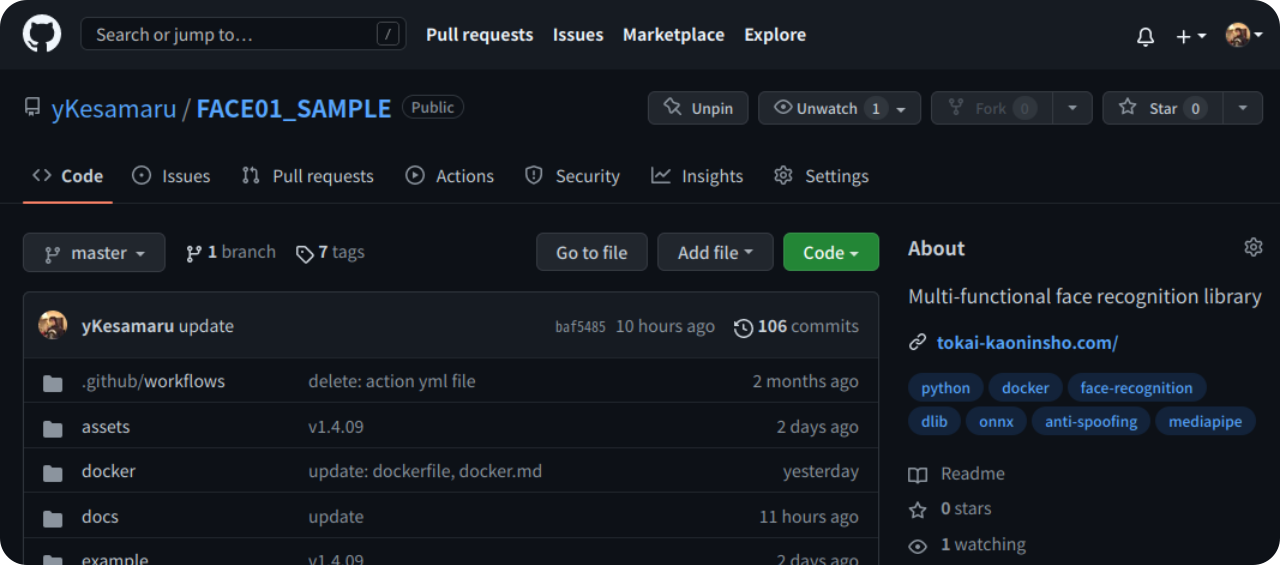 Search or jump to… / Pull requests Issues Marketplace Explore
yKesamaru / FACE01_SAMPLE Public Unpin Unwatch 1 Fork 0 Star 0
Code Issues Pull requests Actions Security Insights Settings
master 1 branch 7 tags Go to file Add file Code
About
Multi-functional face recognition library
tokai-kaoninsho.com/
python docker face-recognition
dlib onnx anti-spoofing mediapipe
Readme
0 stars
1 watching
yKesamaru update baf5485 10 hours ago 106 commits
.github/workflows delete: action yml file 2 months ago
assets v1.4.09 2 days ago
docker update: dockerfile, docker.md yesterday
docs update 11 hours ago
example v1.4.09 2 days ago